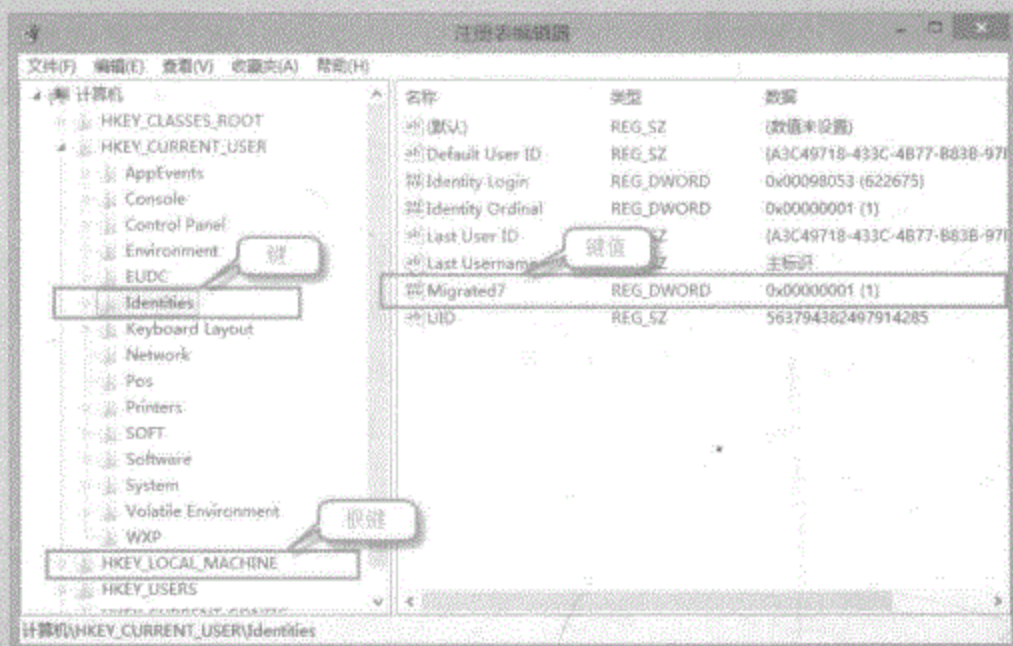 注册表编辑器
文件(F) 编辑(E) 查看(V) 收藏夹(A) 帮助(H)
计算机
HKEY_CLASSES_ROOT
HKEY_CURRENT_USER
AppEvents
Console
Control Panel
Environment
EUDC
键
Identities
Keyboard Layout
Network
Pos
Printers
SOFT
Software
System
Volatile Environment
WXP
根键
HKEY_LOCAL_MACHINE
HKEY_USERS
HKEY_CURRENT_CONFIG
名称 类型 数据
(默认) REG_SZ (数值未设置)
Default User ID REG_SZ {A3C49718-433C-4B77-B83B-97
Identity Login REG_DWORD 0x00098053 (622675)
Identity Ordinal REG_DWORD 0x00000001 (1)
Last User ID {A3C49718-433C-4B77-B83B-97
键值
Last Username 主标识
Migrated7 REG_DWORD 0x00000001 (1)
UID REG_SZ 563794382497914285
计算机\HKEY_CURRENT_USER\Identities